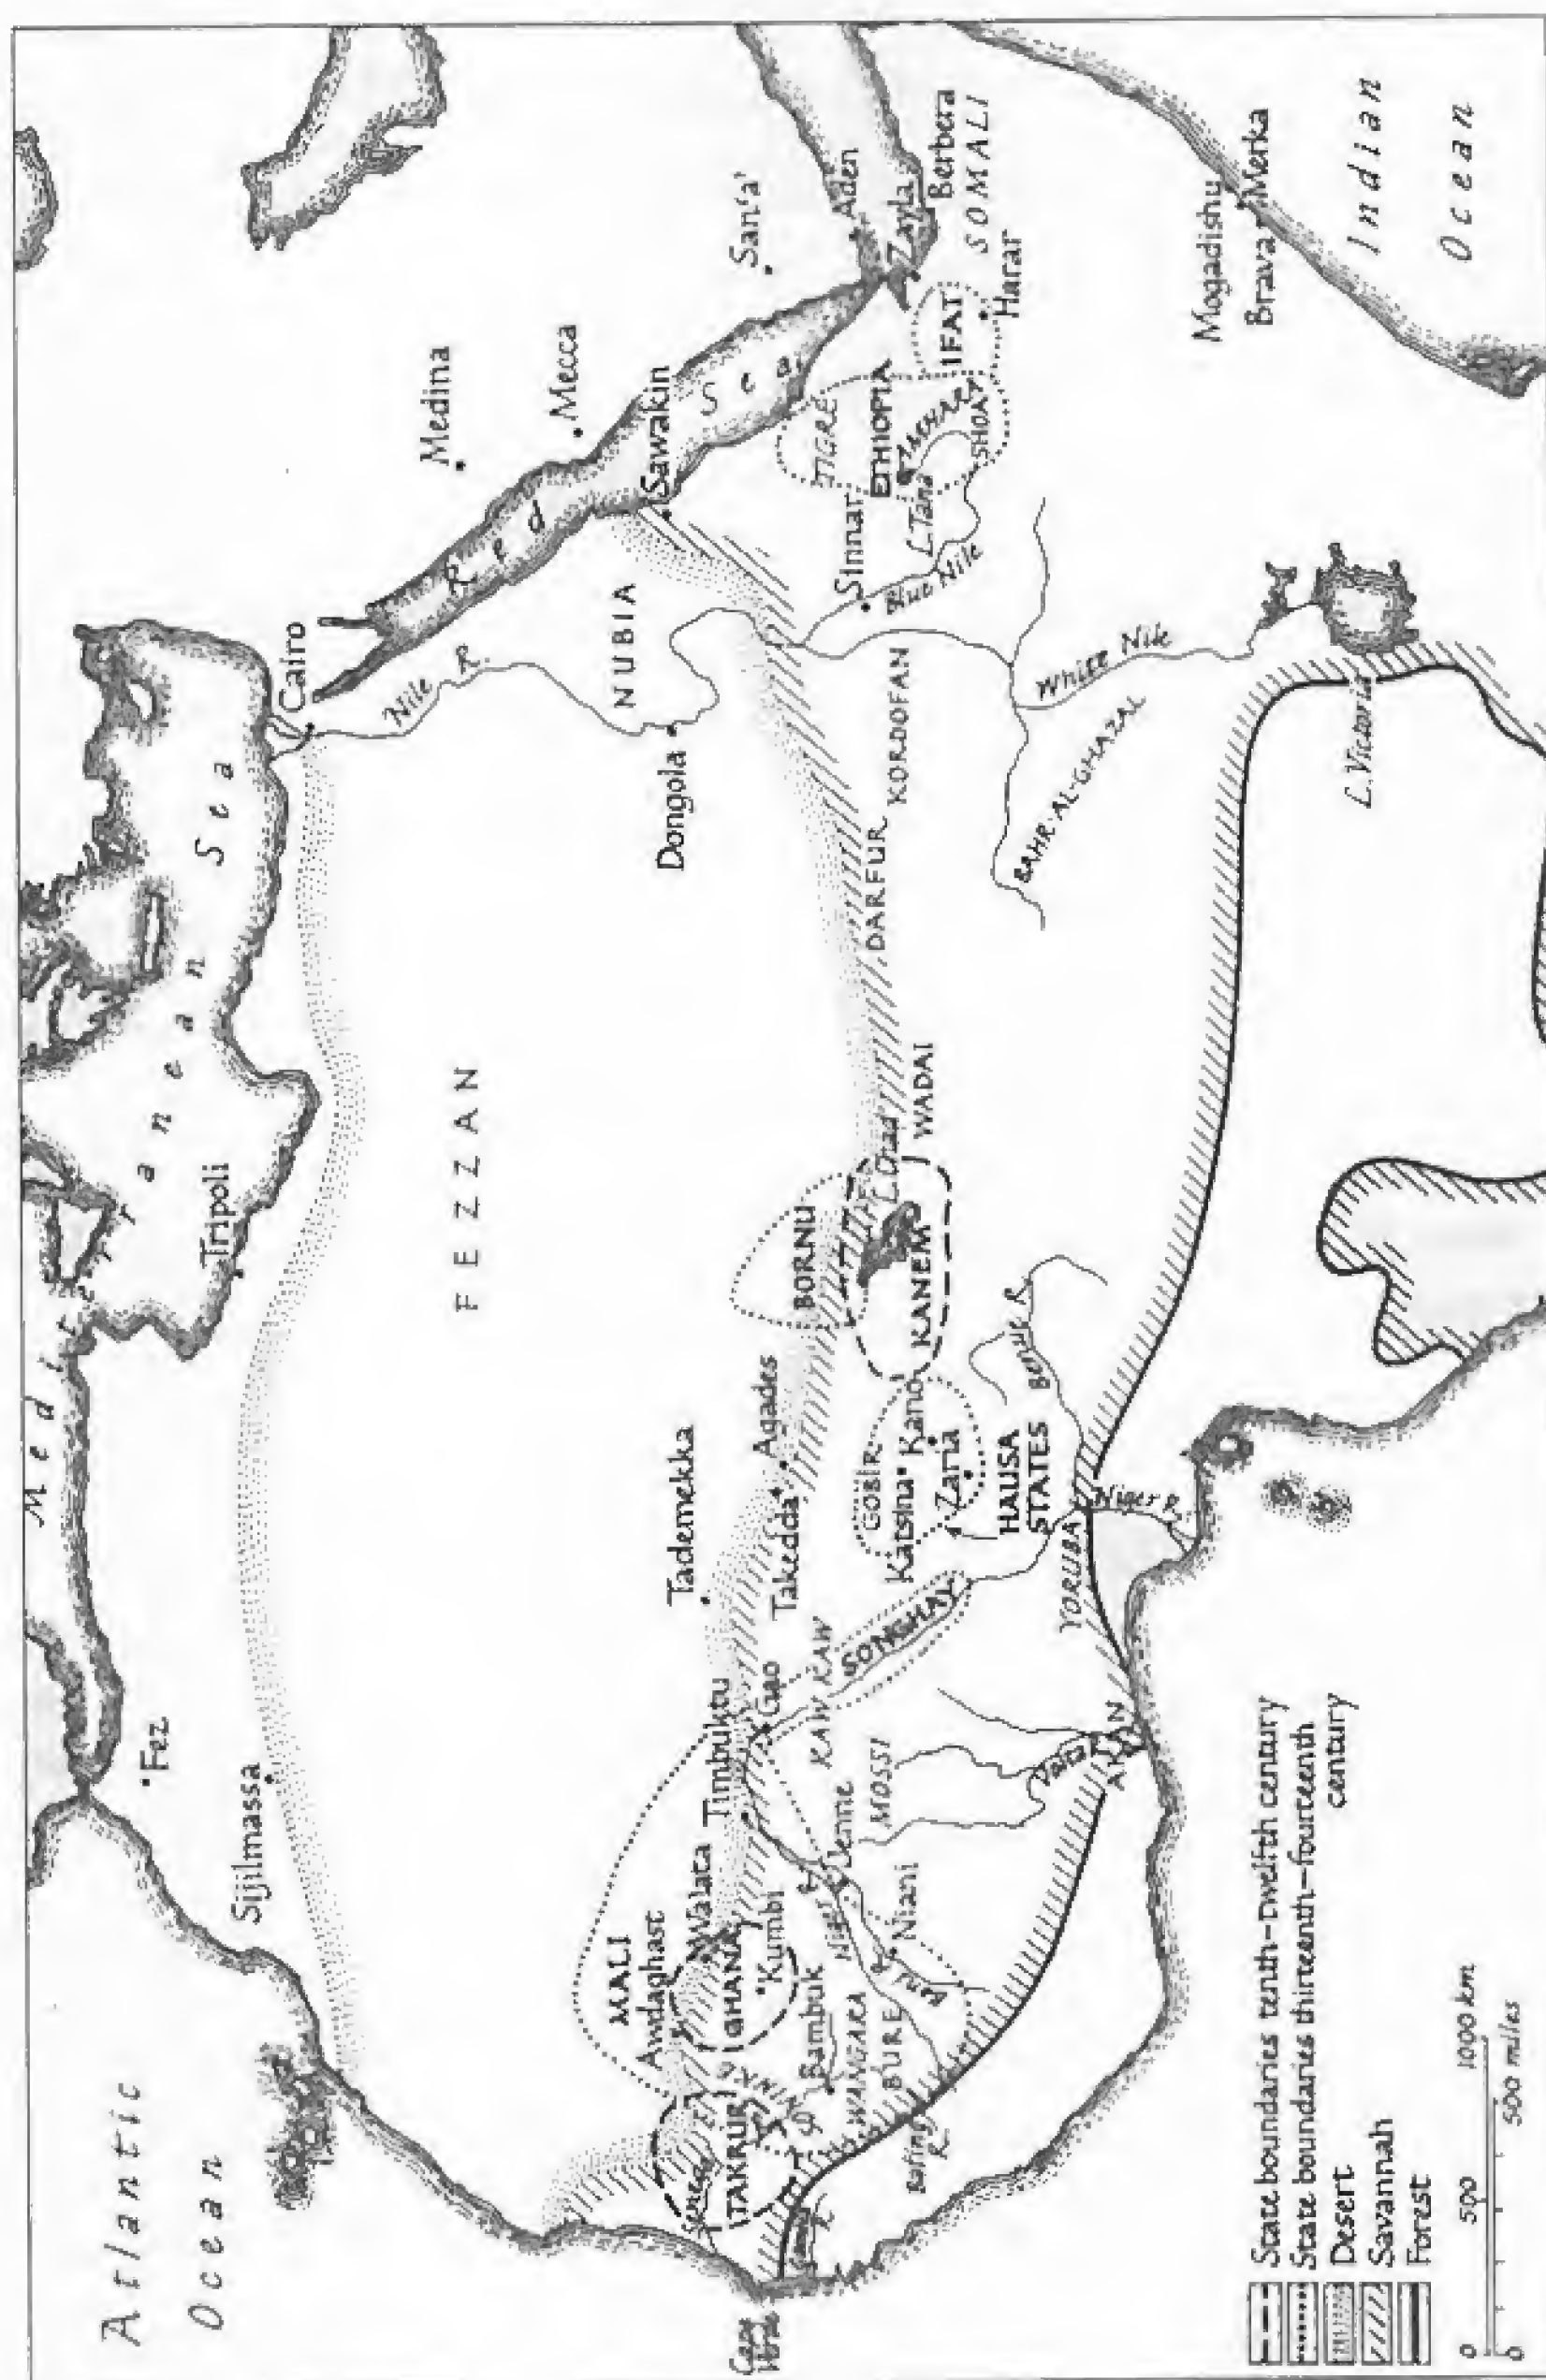 Atlantic
Ocean
Mediterranean Sea
Fez
Sijilmassa
Tripoli
Cairo
Nile R.
FEZZAN
NUBIA
Dongola
Red Sea
Medina
Mecca
Sawakin
San'a'
Aden
Zayla
Berbera
SOMALI
Harar
IFAT
TIGRE
ETHIOPIA
SHOA
L. Tana
Sinnar
Blue Nile
White Nile
BAHR-AL-GHAZAL
KORDOFAN
DARFUR
WADAI
L. Chad
KANEM
BORNU
Agades
Takedda
Tademekka
GOBIR
Katsina
Kano
Zaria
HAUSA
STATES
Benue R.
Niger R.
YORUBA
SONGHAY
KAW KAW
Gao
Timbuktu
MOSSI
Jenne
Volta
AKAN
Walata
MALI
Awdaghast
GHANA
Kumbi
Niger R.
Niani
Bambuk
WANGARA
BURE
Bafing
R.
TAKRUR
Cape
Verde
Mogadishu
Brava
Merka
Indian
Ocean
L. Victoria
State boundaries tenth–twelfth century
State boundaries thirteenth–fourteenth
century
Desert
Savannah
Forest
0 500 1000 km
0 500 miles